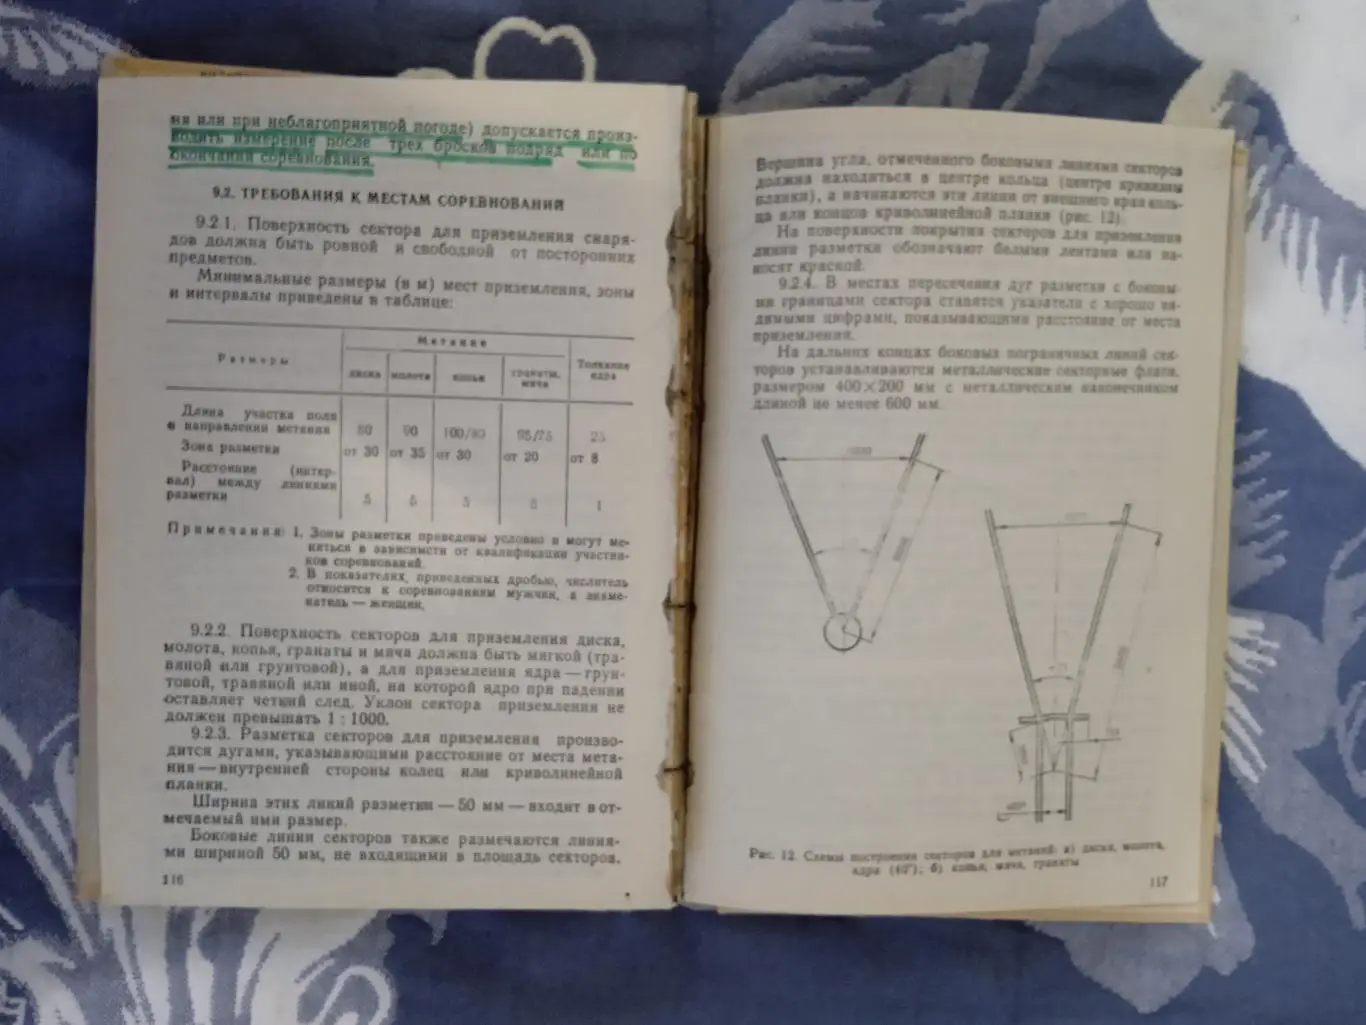 ня или при неблагоприятной погоде) допускается произ-
водить измерение после трех бросков подряд или по
окончании соревнования.
9.2. ТРЕБОВАНИЯ К МЕСТАМ СОРЕВНОВАНИЙ
9.2.1. Поверхность сектора для приземления снаря-
дов должна быть ровной и свободной от посторонних
предметов.
Минимальные размеры (в м) мест приземления, зоны
и интервалы приведены в таблице:
Метание
Размеры
диска молота копья гранаты, мяча Толкание ядра
Длина участка поля
в направлении метания 80 90 100/80 95/75 25
Зона разметки от 30 от 35 от 30 от 20 от 8
Расстояние (интер-
вал) между линиями
разметки 5 5 5 5 1
Примечания: 1. Зоны разметки приведены условно и могут ме-
няться в зависимсти от квалификации участни-
ков соревнований.
2. В показателях, приведенных дробью, числитель
относится к соревнованиям мужчин, а знаме-
натель — женщин.
9.2.2. Поверхность секторов для приземления диска,
молота, копья, гранаты и мяча должна быть мягкой (тра-
вяной или грунтовой), а для приземления ядра — грун-
товой, травяной или иной, на которой ядро при падении
оставляет четкий след. Уклон сектора приземления не
должен превышать 1 : 1000.
9.2.3. Разметка секторов для приземления произво-
дится дугами, указывающими расстояние от места мета-
ния — внутренней стороны колец или криволинейной
планки.
Ширина этих линий разметки — 50 мм — входит в от-
мечаемый ими размер.
Боковые линии секторов также размечаются линия-
ми шириной 50 мм, не входящими в площадь секторов.
116
Вершина угла, отмеченного боковыми линиями секторов
должна находиться в центре кольца (центре кривизны
планки), а начинаются эти линии от внешнего края коль-
ца или концов криволинейной планки (рис. 12).
На поверхности покрытия секторов для приземления
линии разметки обозначают белыми лентами или на-
носят краской.
9.2.4. В местах пересечения дуг разметки с боковы-
ми границами сектора ставятся указатели с хорошо ви-
димыми цифрами, показывающими расстояние от места
приземления.
На дальних концах боковых пограничных линий сек-
торов устанавливаются металлические секторные флаги,
размером 400×200 мм с металлическим наконечником
длиной не менее 600 мм.
Рис. 12. Схемы построения секторов для метаний: а) диска, молота,
ядра (40°); б) копья, мяча, гранаты
117